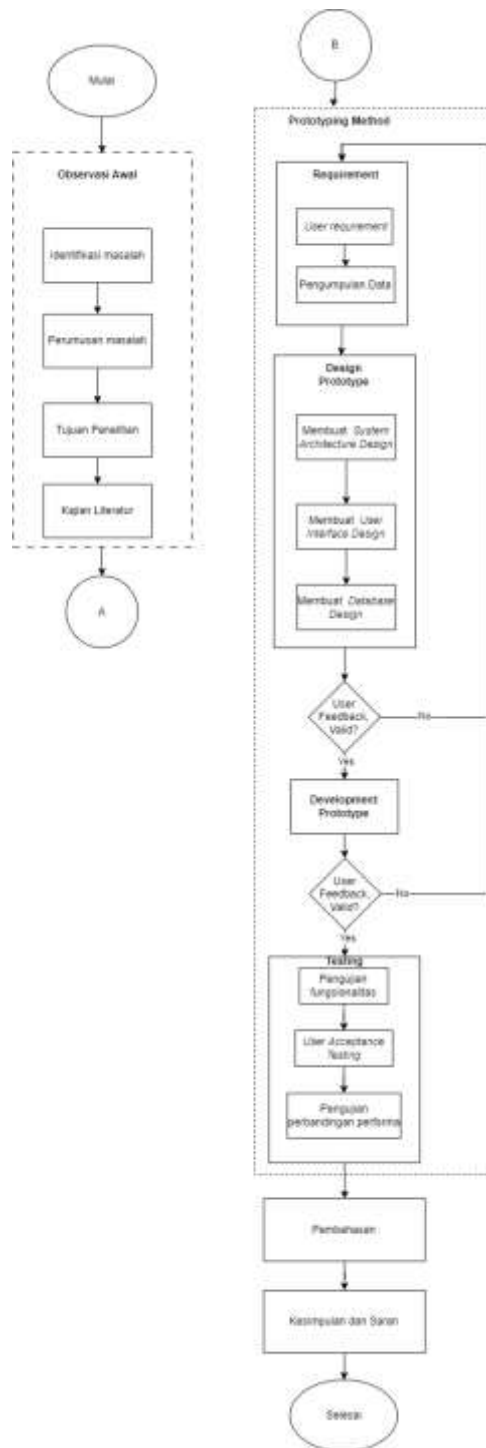 Mulai
Observasi Awal
Identifikasi masalah
Perumusan masalah
Tujuan Penelitian
Kajian Literatur
A
B
Prototyping Method
Requirement
User requirement
Pengumpulan Data
Design
Prototype
Membuat System
Architecture Design
Membuat User
Interface Design
Membuat Database
Design
User
Feedback,
Valid?
No
Yes
Development
Prototype
User
Feedback,
Valid?
No
Yes
Testing
Pengujian
fungsionalitas
User Acceptance
Testing
Pengujian
perbandingan performa
Pembahasan
Kesimpulan dan Saran
Selesai